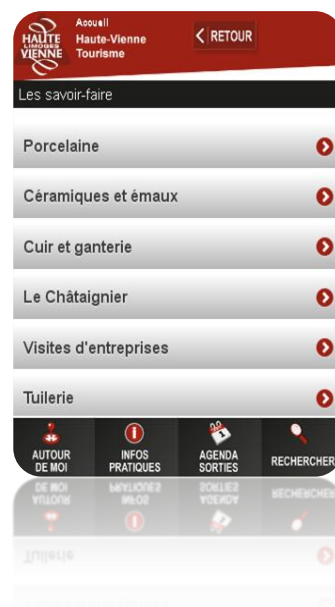 HAUTE
LIMOGES
VIENNE
Accueil
Haute-Vienne
Tourisme
RETOUR
Les savoir-faire
Porcelaine
Céramiques et émaux
Cuir et ganterie
Le Châtaignier
Visites d'entreprises
Tuilerie
AUTOUR
DE MOI
INFOS
PRATIQUES
AGENDA
SORTIES
RECHERCHER